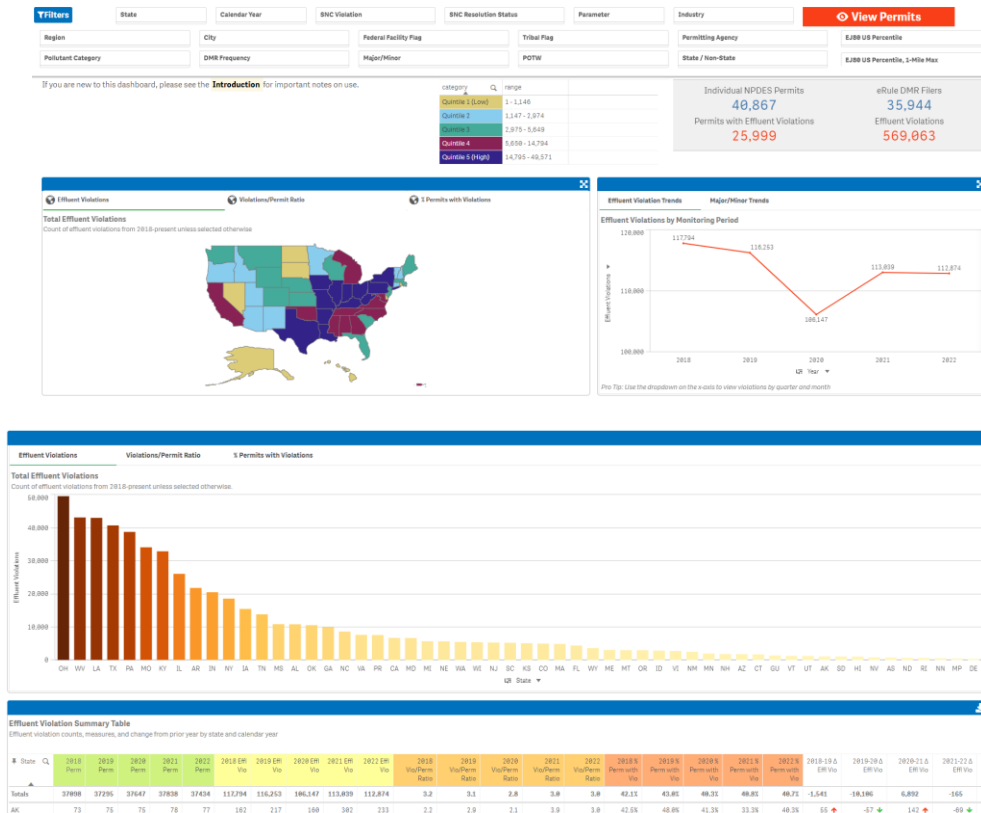 Filters
State
Calendar Year
SNC Violation
SNC Resolution Status
Parameter
Industry
View Permits
Region
City
Federal Facility Flag
Tribal Flag
Permitting Agency
EJ80 US Percentile
Pollutant Category
DMR Frequency
Major/Minor
POTW
State / Non-State
EJ80 US Percentile, 1-Mile Max
If you are new to this dashboard, please see the Introduction for important notes on use.
category range
Quintile 1 (Low) 1 - 1,146
Quintile 2 1,147 - 2,974
Quintile 3 2,975 - 5,649
Quintile 4 5,650 - 14,794
Quintile 5 (High) 14,795 - 49,571
Individual NPDES Permits
40,867
eRule DMR Filers
35,944
Permits with Effluent Violations
25,999
Effluent Violations
569,063
Effluent Violations
Violations/Permit Ratio
% Permits with Violations
Total Effluent Violations
Count of effluent violations from 2018-present unless selected otherwise
Effluent Violation Trends
Major/Minor Trends
Effluent Violations by Monitoring Period
Effluent Violations
120,000
110,000
100,000
117,794
116,253
106,147
113,039
112,874
2018 2019 2020 2021 2022
Year
Pro Tip: Use the dropdown on the x-axis to view violations by quarter and month
Effluent Violations
Violations/Permit Ratio
% Permits with Violations
Total Effluent Violations
Count of effluent violations from 2018-present unless selected otherwise.
Effluent Violations
40,000
30,000
20,000
10,000
0
OH WV LA TX PA MO KY IL AR IN NY IA TN MS AL OK GA NC VA PR CA MD MI NE WA WI NJ SC KS CO MA FL WY ME MT OR ID VI NM MN NH AZ CT GU VT UT AK SD HI NV AS ND RI NN MP DE
State
Effluent Violation Summary Table
Effluent violation counts, measures, and change from prior year by state and calendar year
State 2018 Perm 2019 Perm 2020 Perm 2021 Perm 2022 Perm 2018 Effl Vio 2019 Effl Vio 2020 Effl Vio 2021 Effl Vio 2022 Effl Vio 2018 Vio/Perm Ratio 2019 Vio/Perm Ratio 2020 Vio/Perm Ratio 2021 Vio/Perm Ratio 2022 Vio/Perm Ratio 2018 % Perm with Vio 2019 % Perm with Vio 2020 % Perm with Vio 2021 % Perm with Vio 2022 % Perm with Vio 2018-19 Δ Effl Vio 2019-20 Δ Effl Vio 2020-21 Δ Effl Vio 2021-22 Δ Effl Vio
Totals 37098 37295 37647 37838 37434 117,794 116,253 106,147 113,039 112,874 3.2 3.1 2.8 3.0 3.0 42.1% 43.0% 40.3% 40.8% 40.7% -1,541 -10,106 6,892 -165
AK 73 75 75 78 77 162 217 160 302 233 2.2 2.9 2.1 3.9 3.0 42.5% 48.0% 41.3% 33.3% 40.3% 55 -57 142 -69